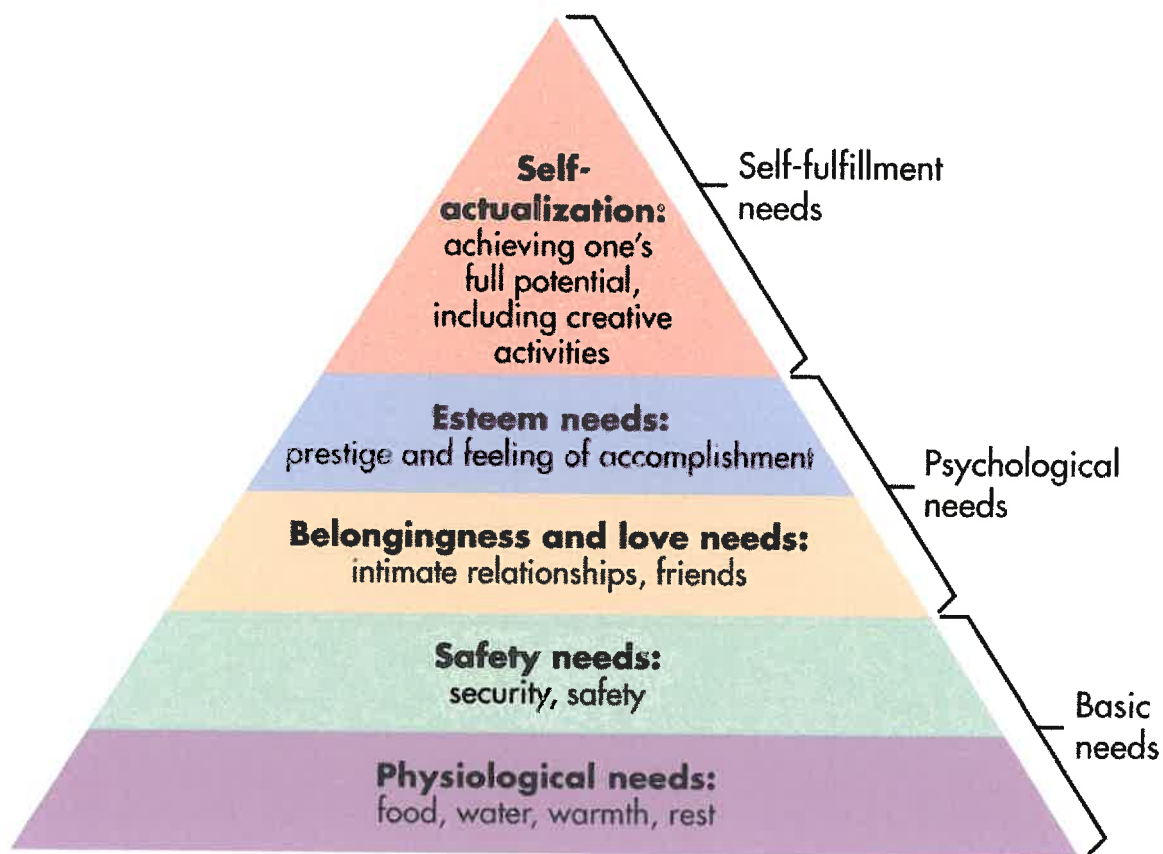 Self-
actualization:
achieving one's
full potential,
including creative
activities
Self-fulfillment
needs
Esteem needs:
prestige and feeling of accomplishment
Psychological
needs
Belongingness and love needs:
intimate relationships, friends
Safety needs:
security, safety
Basic
needs
Physiological needs:
food, water, warmth, rest